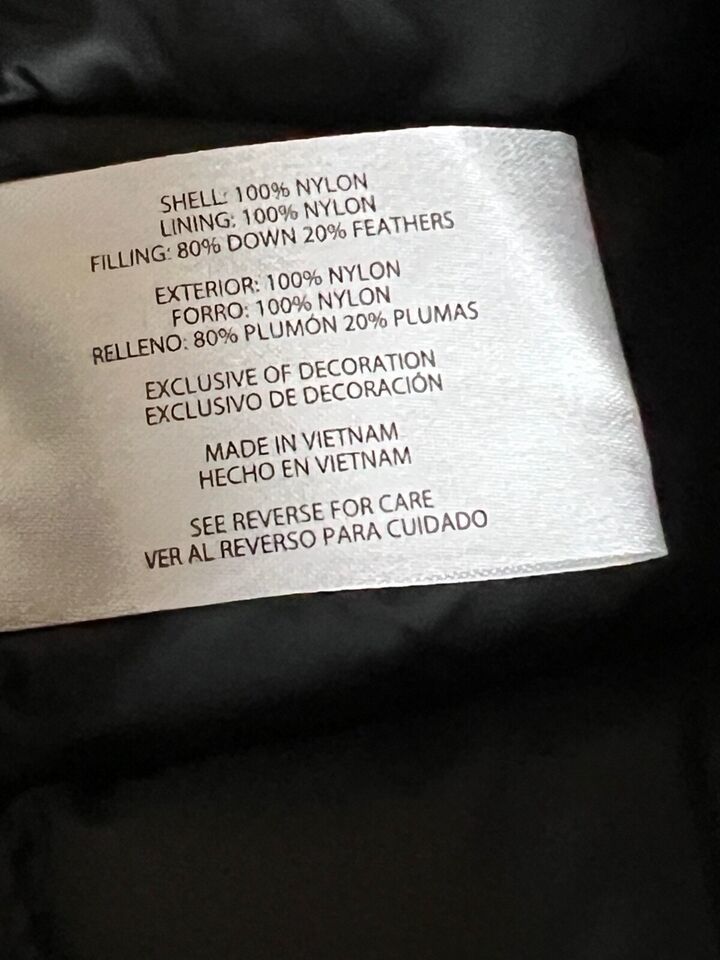 SHELL: 100% NYLON
LINING: 100% NYLON
FILLING: 80% DOWN 20% FEATHERS
EXTERIOR: 100% NYLON
FORRO: 100% NYLON
RELLENO: 80% PLUMÓN 20% PLUMAS
EXCLUSIVE OF DECORATION
EXCLUSIVO DE DECORACIÓN
MADE IN VIETNAM
HECHO EN VIETNAM
SEE REVERSE FOR CARE
VER AL REVERSO PARA CUIDADO